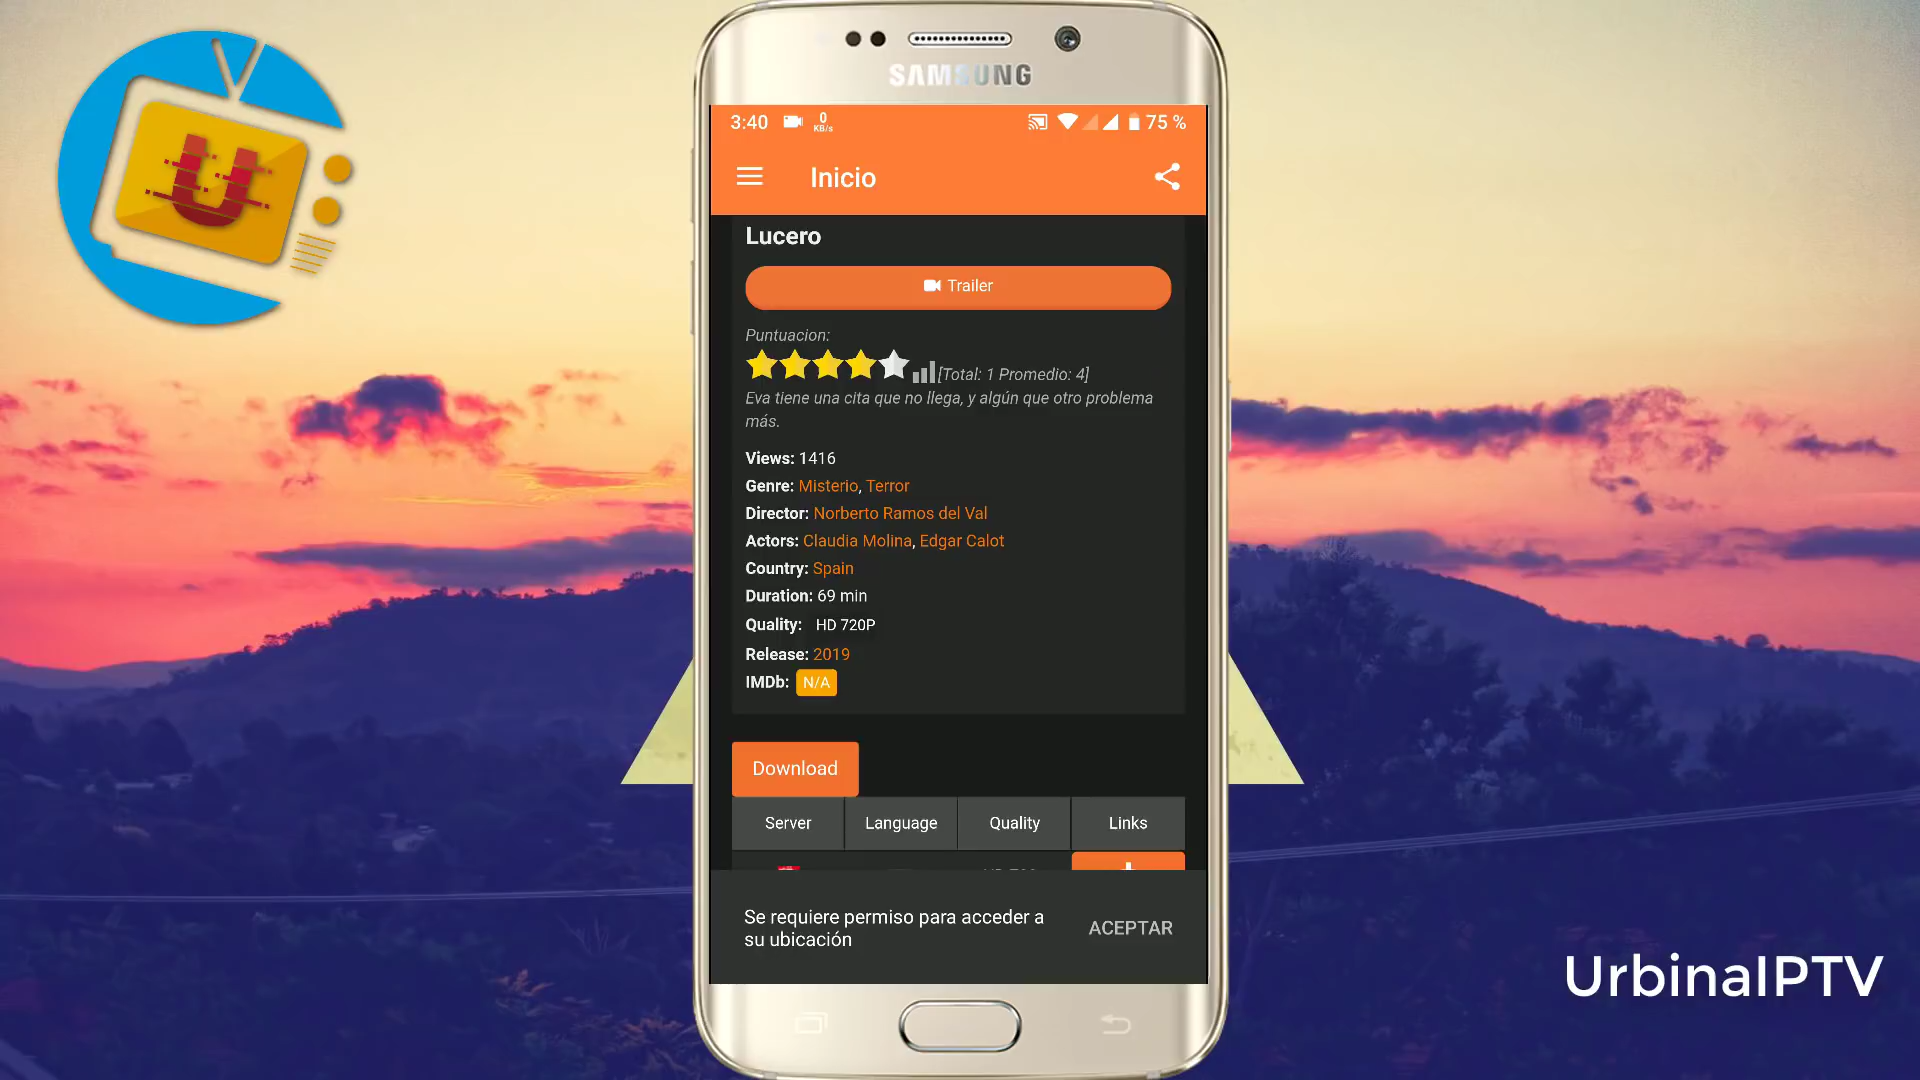 SAMSUNG
3:40 0 KB/s 75 %
Inicio
Lucero
Trailer
Puntuacion:
[Total: 1 Promedio: 4]
Eva tiene una cita que no llega, y algún que otro problema
más.
Views: 1416
Genre: Misterio, Terror
Director: Norberto Ramos del Val
Actors: Claudia Molina, Edgar Calot
Country: Spain
Duration: 69 min
Quality: HD 720P
Release: 2019
IMDb: N/A
Download
Server Language Quality Links
Se requiere permiso para acceder a
su ubicación
ACEPTAR
U
UrbinaIPTV